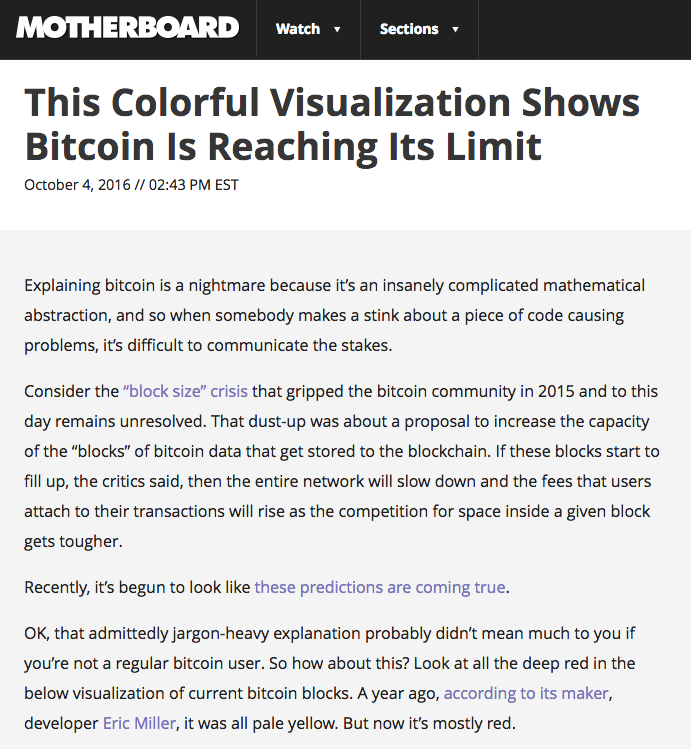 MOTHERBOARD Watch ▼ Sections ▼
This Colorful Visualization Shows
Bitcoin Is Reaching Its Limit
October 4, 2016 // 02:43 PM EST
Explaining bitcoin is a nightmare because it’s an insanely complicated mathematical
abstraction, and so when somebody makes a stink about a piece of code causing
problems, it’s difficult to communicate the stakes.
Consider the “block size” crisis that gripped the bitcoin community in 2015 and to this
day remains unresolved. That dust-up was about a proposal to increase the capacity
of the “blocks” of bitcoin data that get stored to the blockchain. If these blocks start to
fill up, the critics said, then the entire network will slow down and the fees that users
attach to their transactions will rise as the competition for space inside a given block
gets tougher.
Recently, it’s begun to look like these predictions are coming true.
OK, that admittedly jargon-heavy explanation probably didn’t mean much to you if
you’re not a regular bitcoin user. So how about this? Look at all the deep red in the
below visualization of current bitcoin blocks. A year ago, according to its maker,
developer Eric Miller, it was all pale yellow. But now it’s mostly red.